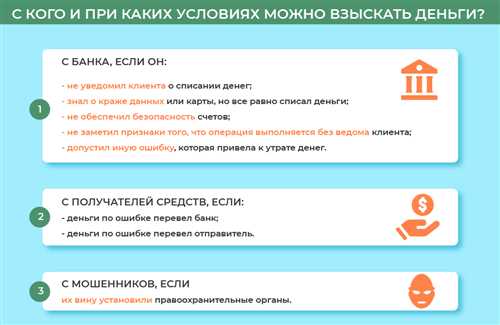 С КОГО И ПРИ КАКИХ УСЛОВИЯХ МОЖНО ВЗЫСКАТЬ ДЕНЬГИ?
1
С БАНКА, ЕСЛИ ОН:
- не уведомил клиента о списании денег;
- знал о краже данных или карты, но все равно списал деньги;
- не обеспечил безопасность счетов;
- не заметил признаки того, что операция выполняется без ведома клиента;
- допустил иную ошибку, которая привела к утрате денег.
2
С ПОЛУЧАТЕЛЕЙ СРЕДСТВ, ЕСЛИ:
- деньги по ошибке перевел банк;
- деньги по ошибке перевел отправитель.
$
3
С МОШЕННИКОВ, ЕСЛИ
их вину установили правоохранительные органы.